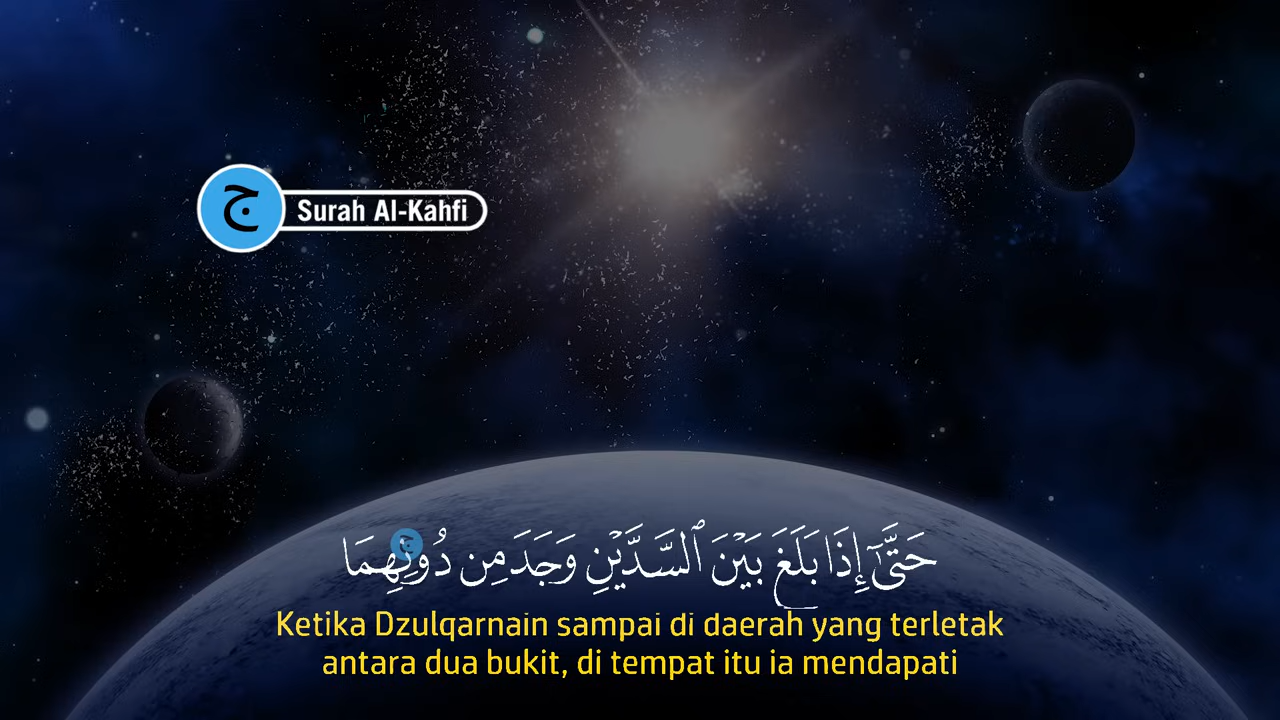 ج
Surah Al-Kahfi
حَتَّىٰٓ إِذَا بَلَغَ بَيْنَ ٱلسَّدَّيْنِ وَجَدَ مِن دُونِهِمَا
Ketika Dzulqarnain sampai di daerah yang terletak
antara dua bukit, di tempat itu ia mendapati